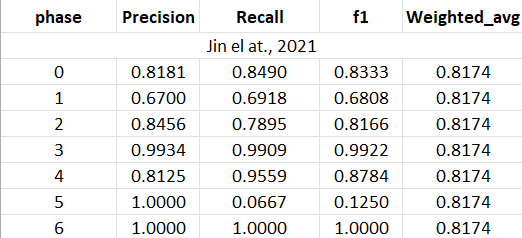 phase Precision Recall f1 Weighted_avg
Jin el at., 2021
0 0.8181 0.8490 0.8333 0.8174
1 0.6700 0.6918 0.6808 0.8174
2 0.8456 0.7895 0.8166 0.8174
3 0.9934 0.9909 0.9922 0.8174
4 0.8125 0.9559 0.8784 0.8174
5 1.0000 0.0667 0.1250 0.8174
6 1.0000 1.0000 1.0000 0.8174